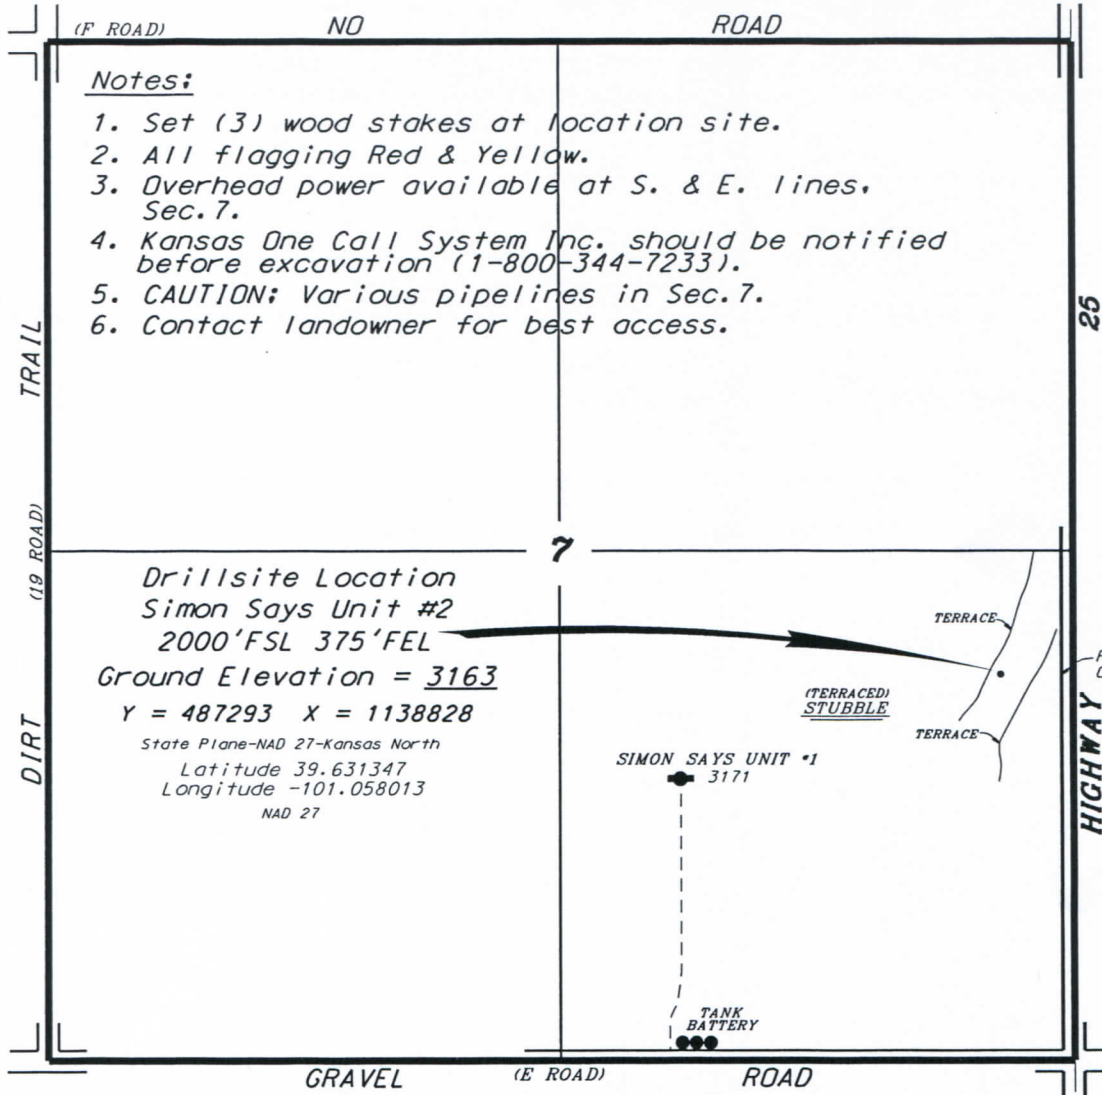 (F ROAD) NO ROAD
Notes:
1. Set (3) wood stakes at location site.
2. All flagging Red & Yellow.
3. Overhead power available at S. & E. lines,
Sec.7.
4. Kansas One Call System Inc. should be notified
before excavation (1-800-344-7233).
5. CAUTION: Various pipelines in Sec.7.
6. Contact landowner for best access.
TRAIL
25
(19 ROAD)
7
Drillsite Location
Simon Says Unit #2
2000'FSL 375'FEL
Ground Elevation = 3163
Y = 487293 X = 1138828
State Plane-NAD 27-Kansas North
Latitude 39.631347
Longitude -101.058013
NAD 27
TERRACE
(TERRACED)
STUBBLE
TERRACE
DIRT
HIGHWAY
SIMON SAYS UNIT #1
3171
TANK
BATTERY
GRAVEL (E ROAD) ROAD